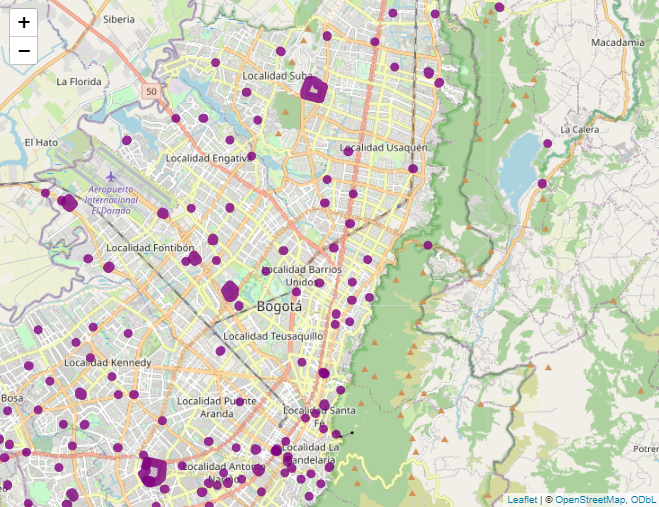 +
−
Siberia
Macadamia
Localidad Suba
La Florida
50
La Calera
El Hato
Localidad Usaquén
Localidad Engativá
Aeropuerto
Internacional
El Dorado
Localidad Fontibón
Localidad Barrios
Unidos
Bogotá
Localidad Teusaquillo
Localidad Kennedy
Bosa
Localidad Puente
Aranda
Localidad Santa
Fé
Localidad La
Candelaria
Localidad Antonio
Nariño
Leaflet | © OpenStreetMap, ODbL